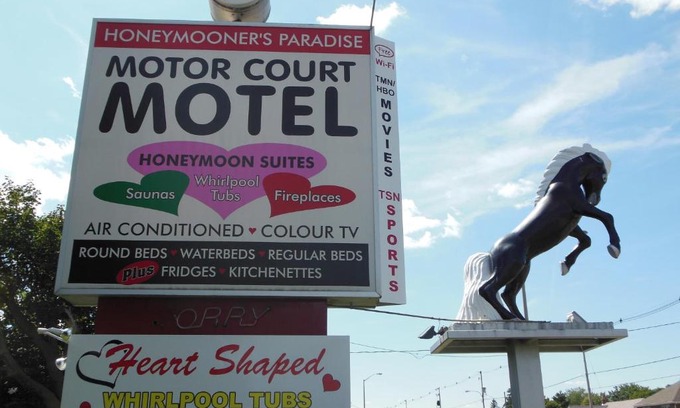 HONEYMOONER'S PARADISE
MOTOR COURT
MOTEL
HONEYMOON SUITES
Saunas
Whirlpool
Tubs
Fireplaces
AIR CONDITIONED ♥ COLOUR TV
ROUND BEDS ♥ WATERBEDS ♥ REGULAR BEDS
Plus FRIDGES ♥ KITCHENETTES
Free
Wi-Fi
TMN/
HBO
MOVIES
TSN
SPORTS
ORRY
Heart Shaped
WHIRLPOOL TUBS